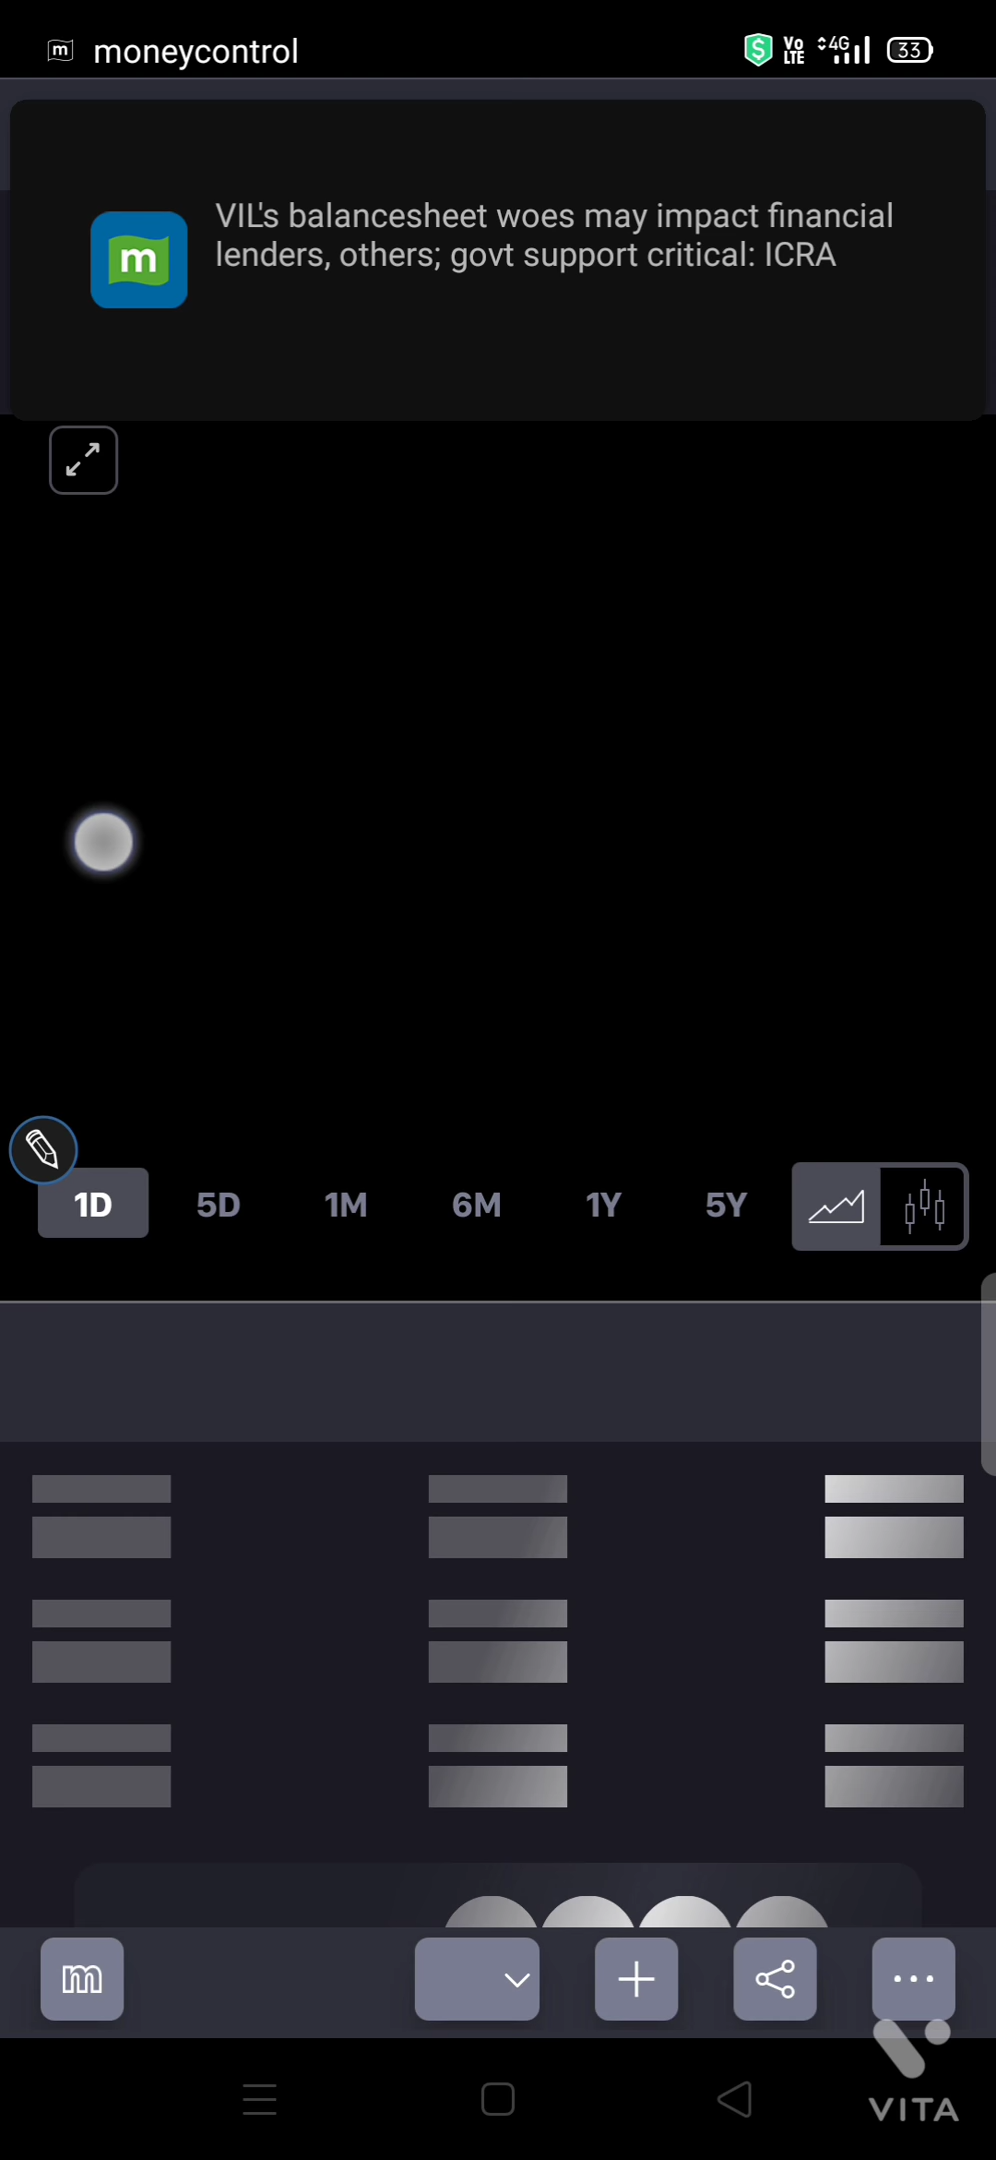 m moneycontrol
Vo
LTE
4G
33
m
VIL's balancesheet woes may impact financial
lenders, others; govt support critical: ICRA
1D 5D 1M 6M 1Y 5Y
m
VITA